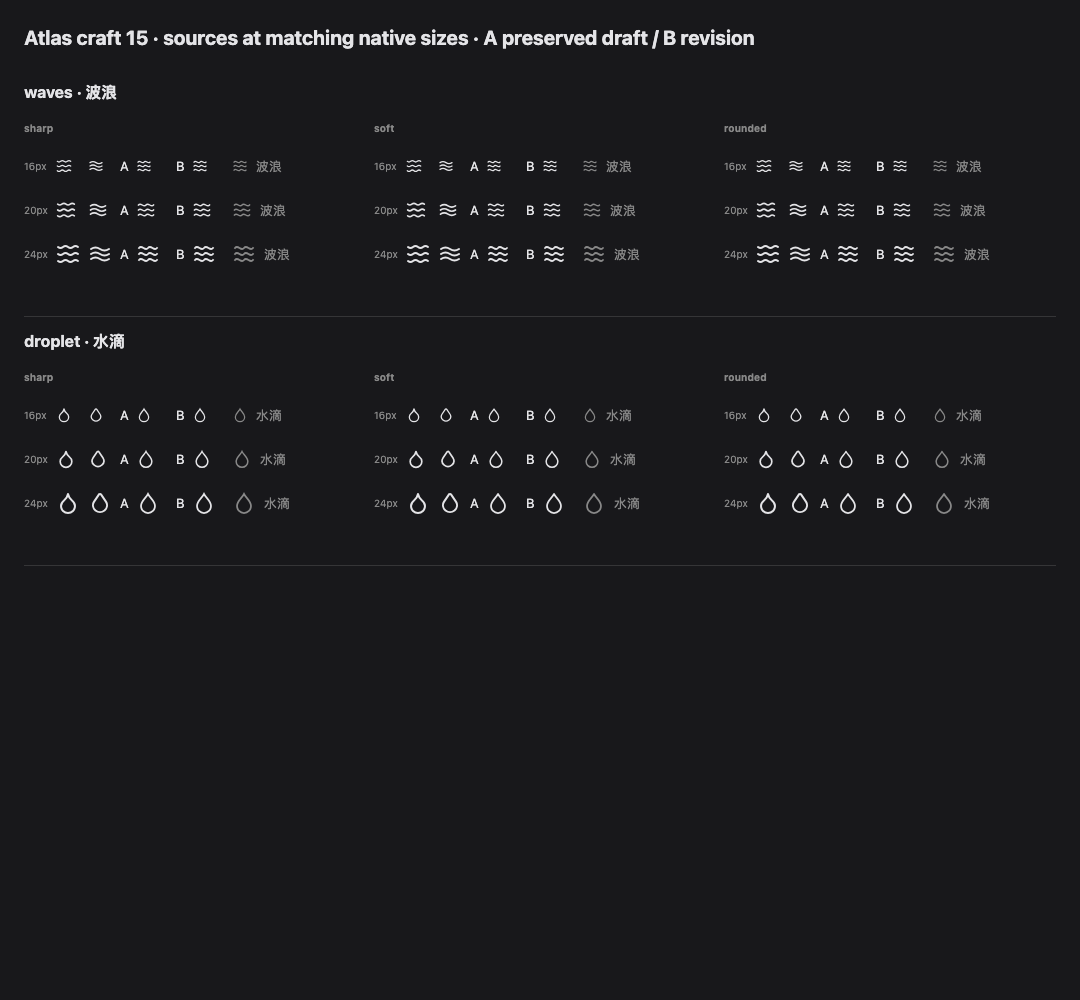 Atlas craft 15 · sources at matching native sizes · A preserved draft / B revision
waves · 波浪
sharp soft rounded
16px A B 波浪 16px A B 波浪 16px A B 波浪
20px A B 波浪 20px A B 波浪 20px A B 波浪
24px A B 波浪 24px A B 波浪 24px A B 波浪
droplet · 水滴
sharp soft rounded
16px A B 水滴 16px A B 水滴 16px A B 水滴
20px A B 水滴 20px A B 水滴 20px A B 水滴
24px A B 水滴 24px A B 水滴 24px A B 水滴